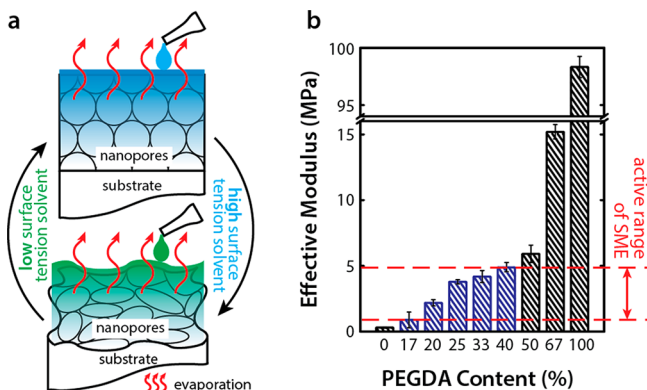 a
nanopores
substrate
low surface
tension solvent
high surface
tension solvent
nanopores
substrate
evaporation
b
Effective Modulus (MPa)
100
95
15
10
5
0
0 17 20 25 33 40 50 67 100
PEGDA Content (%)
active range
of SME